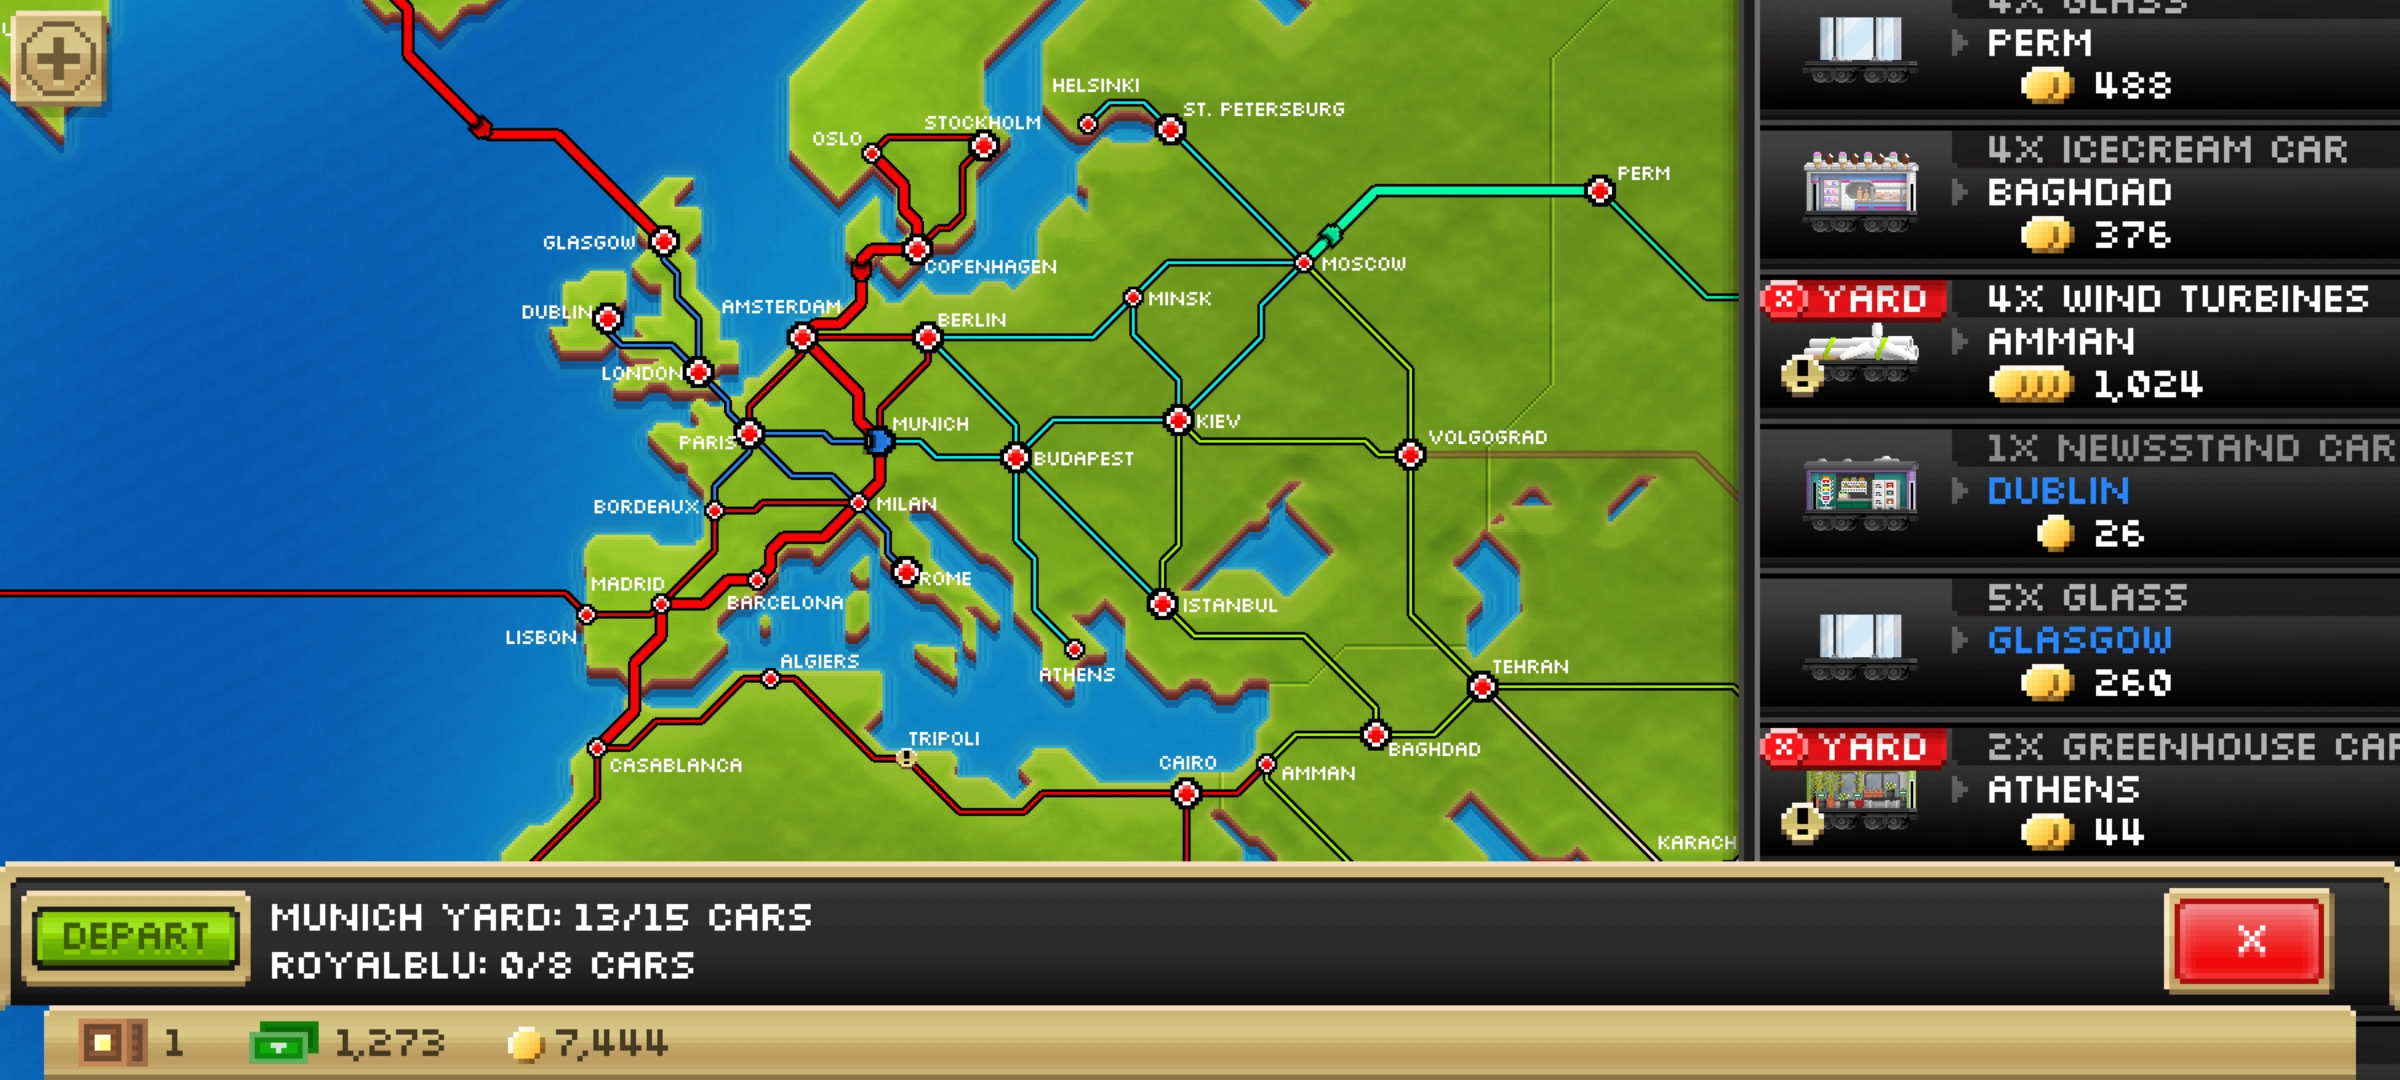 HELSINKI
ST. PETERSBURG
STOCKHOLM
OSLO
PERM
GLASGOW
COPENHAGEN
MOSCOW
MINSK
DUBLIN
AMSTERDAM
BERLIN
LONDON
MUNICH
KIEV
PARIS
BUDAPEST
VOLGOGRAD
BORDEAUX
MILAN
MADRID
ROME
BARCELONA
ISTANBUL
LISBON
ALGIERS
ATHENS
TEHRAN
TRIPOLI
BAGHDAD
CASABLANCA
CAIRO
AMMAN
KARACH
4X GLASS
PERM
488
4X ICECREAM CAR
BAGHDAD
376
YARD
4X WIND TURBINES
AMMAN
1,024
1X NEWSSTAND CAR
DUBLIN
26
5X GLASS
GLASGOW
260
YARD
2X GREENHOUSE CAR
ATHENS
44
DEPART
MUNICH YARD: 13/15 CARS
ROYALBLU: 0/8 CARS
X
1
1,273
7,444